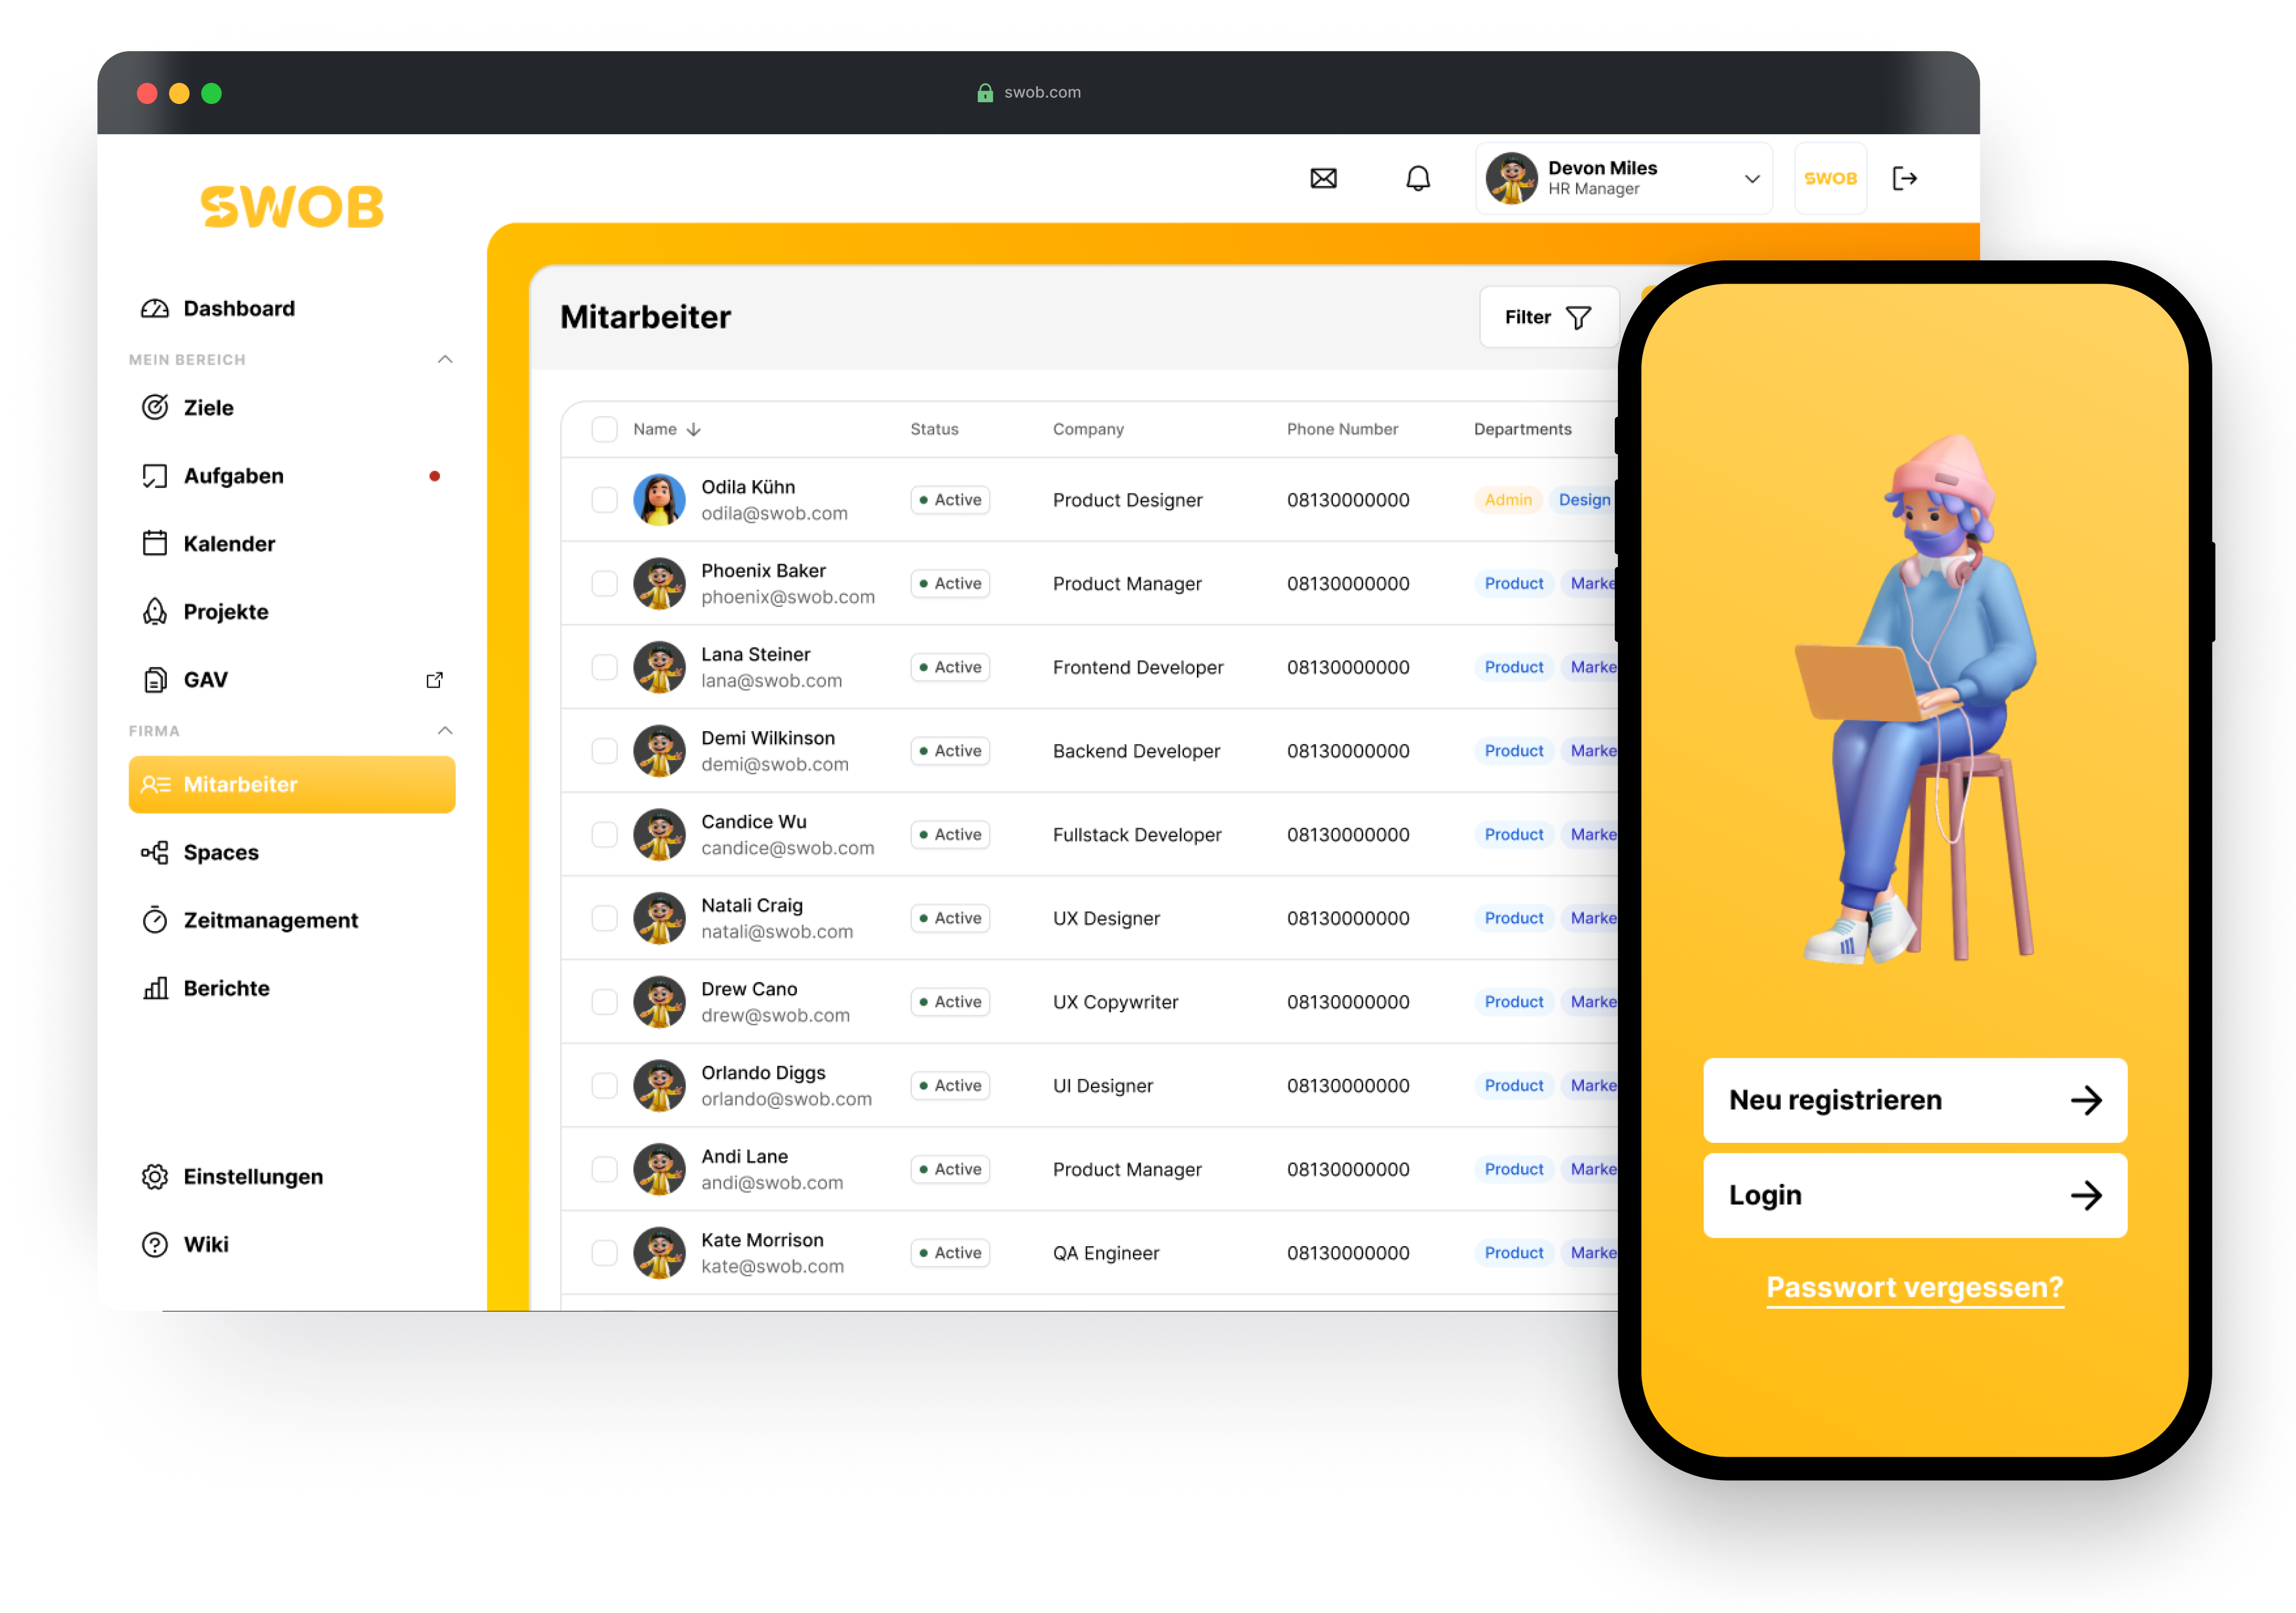 swob.com
SWOB
Devon Miles
HR Manager
SWOB
Dashboard
MEIN BEREICH
Ziele
Aufgaben
Kalender
Projekte
GAV
FIRMA
Mitarbeiter
Spaces
Zeitmanagement
Berichte
Einstellungen
Wiki
Mitarbeiter
Filter
Name Status Company Phone Number Departments
Odila Kühn
odila@swob.com
Active Product Designer 08130000000 Admin Design
Phoenix Baker
phoenix@swob.com
Active Product Manager 08130000000 Product Marke
Lana Steiner
lana@swob.com
Active Frontend Developer 08130000000 Product Marke
Demi Wilkinson
demi@swob.com
Active Backend Developer 08130000000 Product Marke
Candice Wu
candice@swob.com
Active Fullstack Developer 08130000000 Product Marke
Natali Craig
natali@swob.com
Active UX Designer 08130000000 Product Marke
Drew Cano
drew@swob.com
Active UX Copywriter 08130000000 Product Marke
Orlando Diggs
orlando@swob.com
Active UI Designer 08130000000 Product Marke
Andi Lane
andi@swob.com
Active Product Manager 08130000000 Product Marke
Kate Morrison
kate@swob.com
Active QA Engineer 08130000000 Product Marke
Neu registrieren
Login
Passwort vergessen?